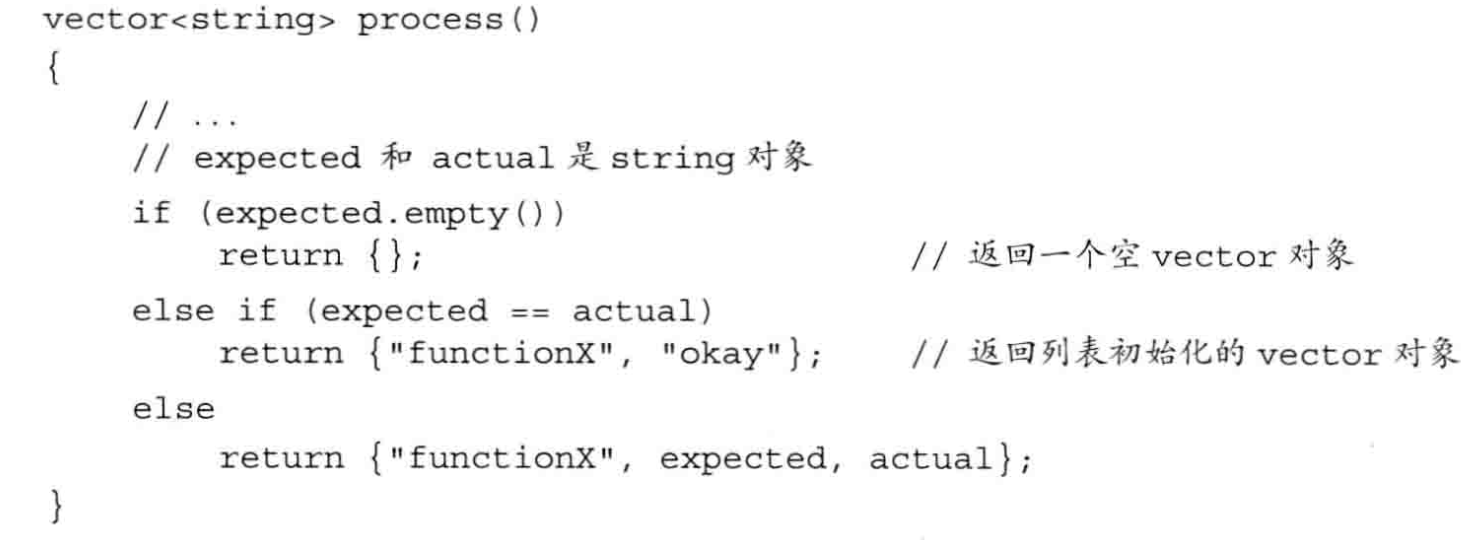 vector<string> process()
{
// ...
// expected 和 actual 是 string 对象
if (expected.empty())
return {}; // 返回一个空 vector 对象
else if (expected == actual)
return {"functionX", "okay"}; // 返回列表初始化的 vector 对象
else
return {"functionX", expected, actual};
}